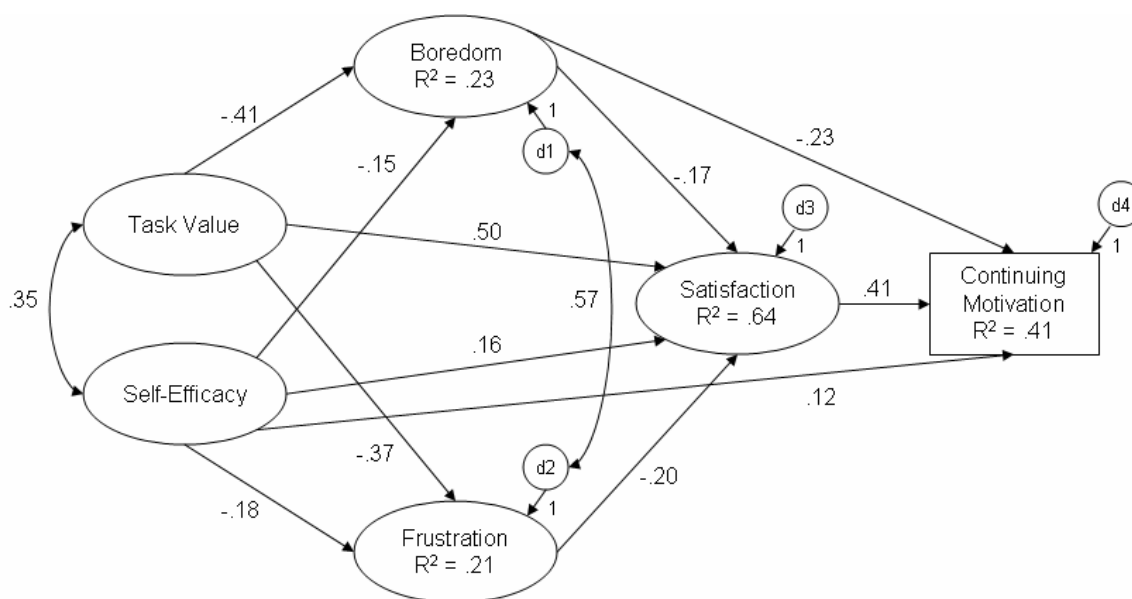 Boredom
R² = .23
1
d1
-.41
-.15
-.23
-.17
Task Value
d3
1
d4
1
.50
.35
.57
Satisfaction
R² = .64
.41
Continuing
Motivation
R² = .41
.16
Self-Efficacy
.12
-.37
-.18
d2
1
-.20
Frustration
R² = .21